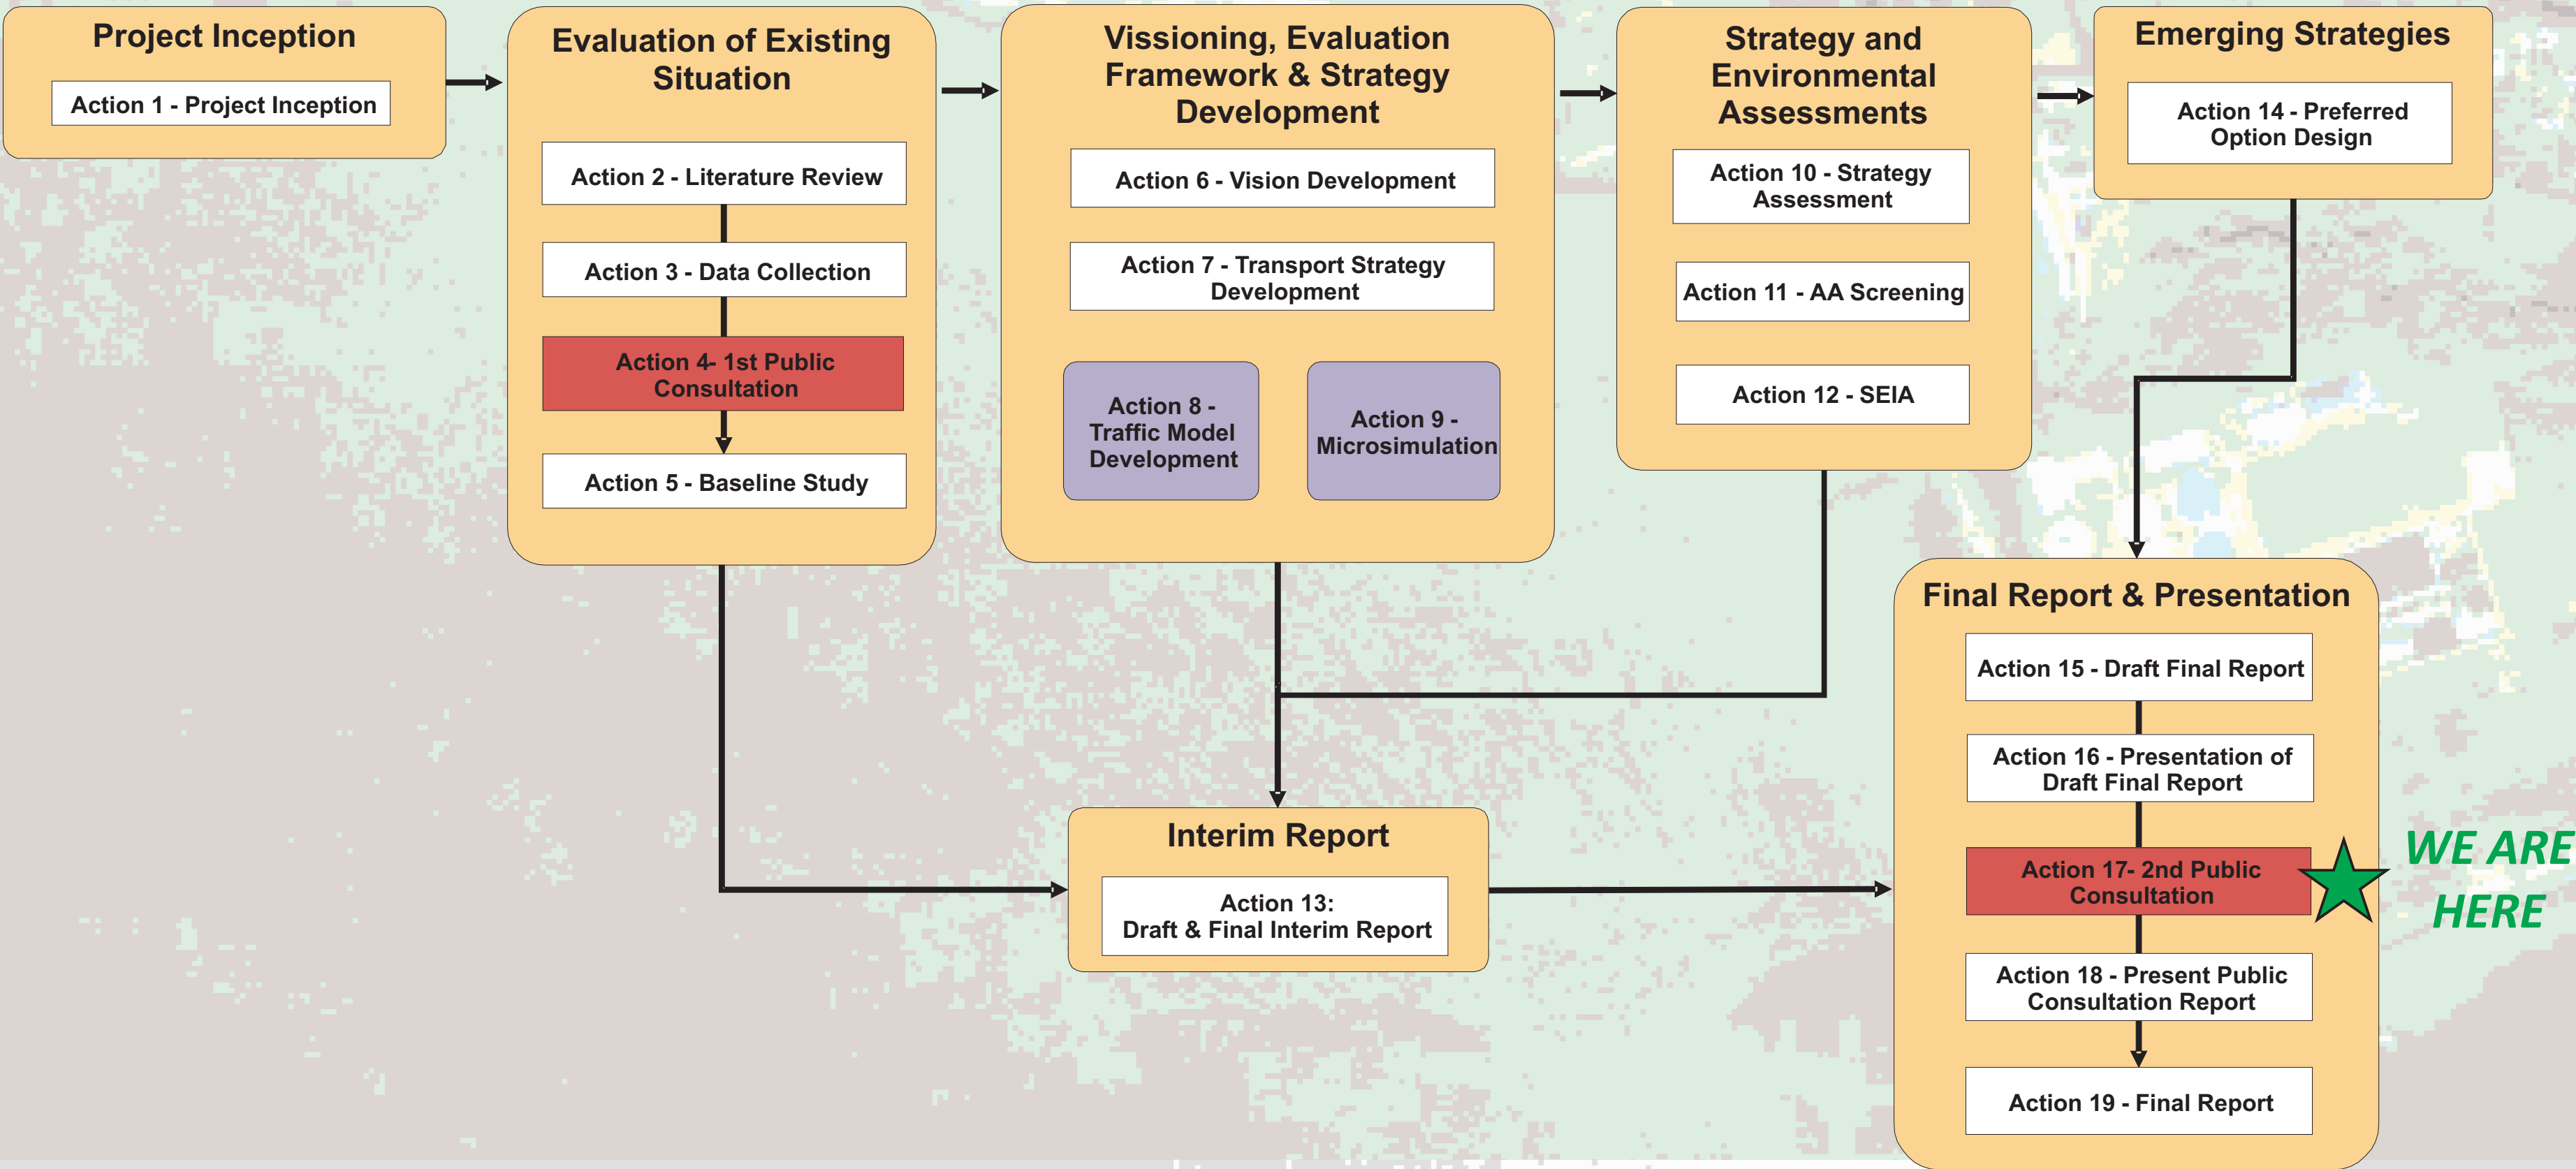 Project Inception
Action 1 - Project Inception
Evaluation of Existing
Situation
Action 2 - Literature Review
Action 3 - Data Collection
Action 4- 1st Public
Consultation
Action 5 - Baseline Study
Vissioning, Evaluation
Framework & Strategy
Development
Action 6 - Vision Development
Action 7 - Transport Strategy
Development
Action 8 -
Traffic Model
Development
Action 9 -
Microsimulation
Strategy and
Environmental
Assessments
Action 10 - Strategy
Assessment
Action 11 - AA Screening
Action 12 - SEIA
Emerging Strategies
Action 14 - Preferred
Option Design
Interim Report
Action 13:
Draft & Final Interim Report
Final Report & Presentation
Action 15 - Draft Final Report
Action 16 - Presentation of
Draft Final Report
Action 17- 2nd Public
Consultation
WE ARE
HERE
Action 18 - Present Public
Consultation Report
Action 19 - Final Report